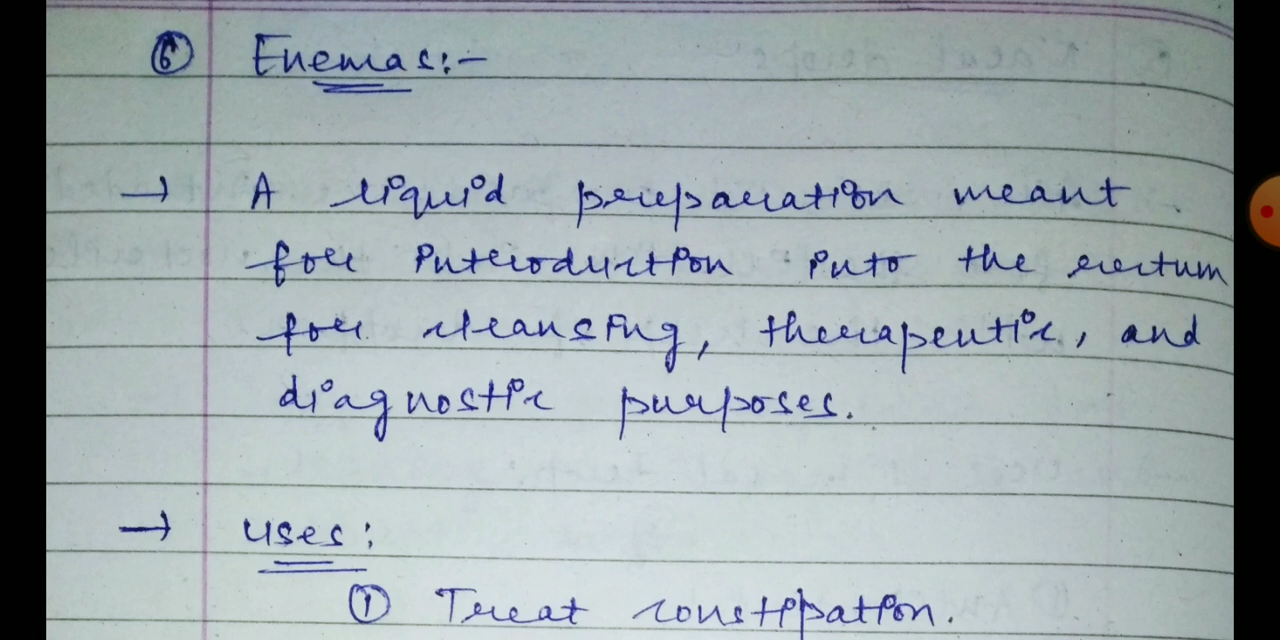 ⑥ Enemas:-
→ A liquid preparation meant
for introduction into the rectum
for cleansing, therapeutic, and
diagnostic purposes.
→ Uses:
① Treat constipation.